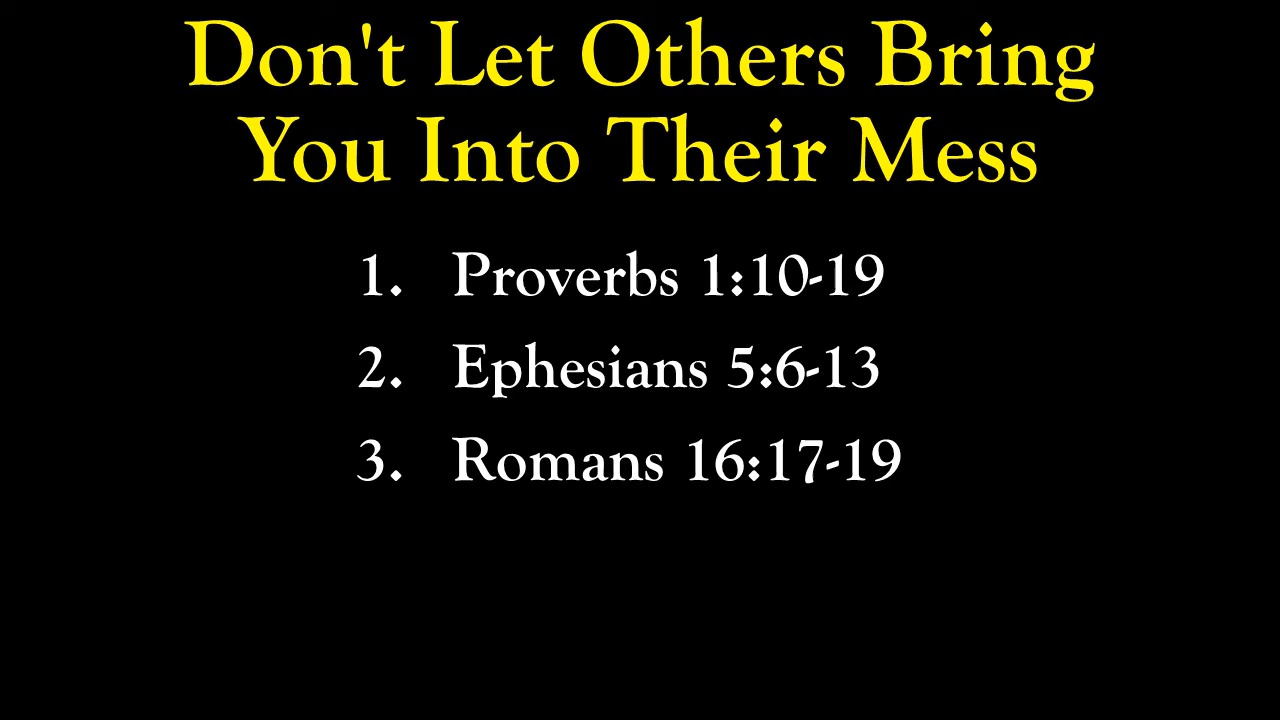 Don't Let Others Bring
You Into Their Mess
1. Proverbs 1:10-19
2. Ephesians 5:6-13
3. Romans 16:17-19